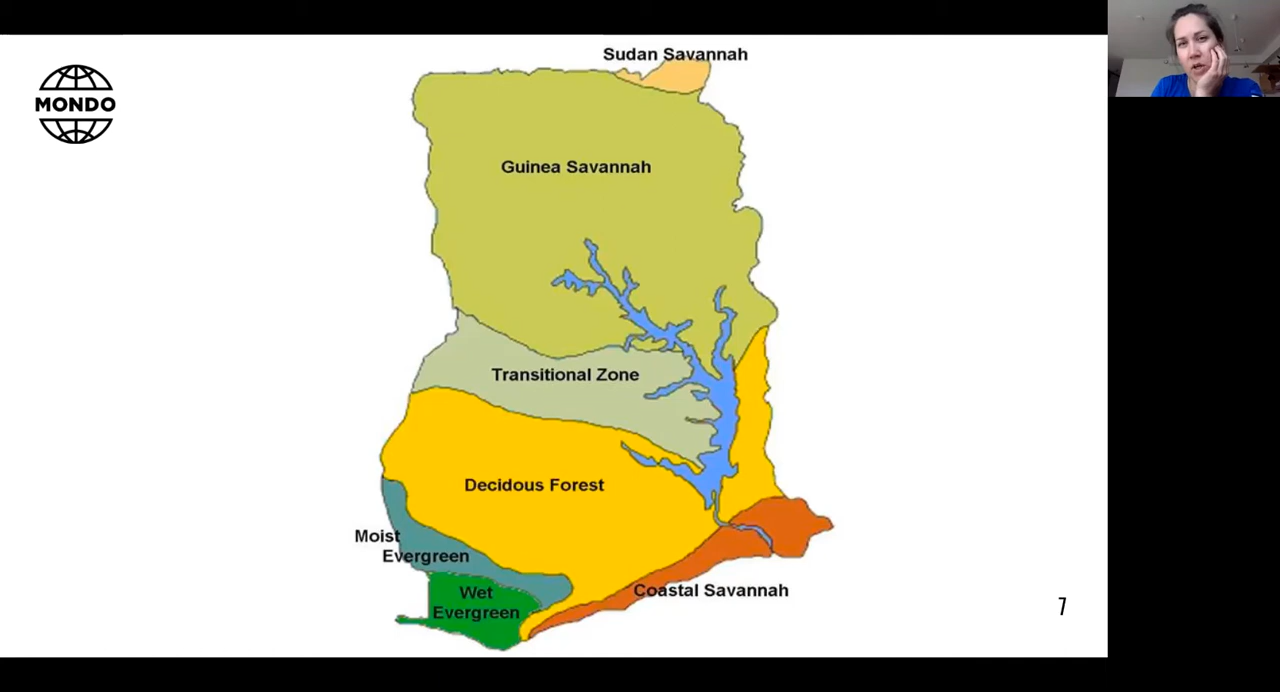 Sudan Savannah
MONDO
Guinea Savannah
Transitional Zone
Decidous Forest
Moist
Evergreen
Wet
Evergreen
Coastal Savannah
7